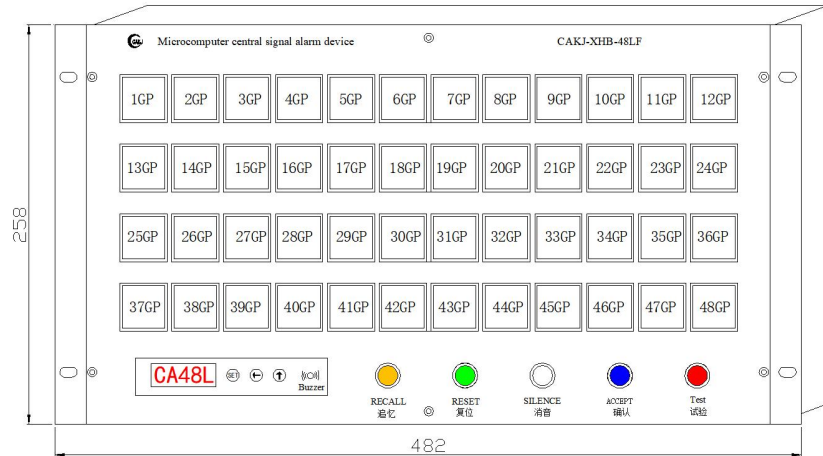 CAKJ Microcomputer central signal alarm device CAKJ-XHB-48LF
1GP 2GP 3GP 4GP 5GP 6GP 7GP 8GP 9GP 10GP 11GP 12GP
13GP 14GP 15GP 16GP 17GP 18GP 19GP 20GP 21GP 22GP 23GP 24GP
258
25GP 26GP 27GP 28GP 29GP 30GP 31GP 32GP 33GP 34GP 35GP 36GP
37GP 38GP 39GP 40GP 41GP 42GP 43GP 44GP 45GP 46GP 47GP 48GP
CA48L SET Buzzer
RECALL RESET SILENCE ACCEPT Test
追忆 复位 消音 确认 试验
482